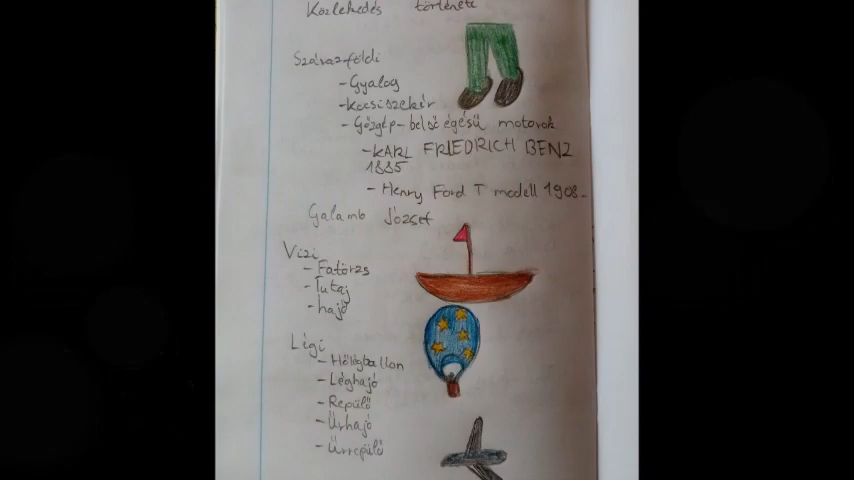 Közlekedés története
Szárazföldi
- Gyalog
- Kocsiszekér
- Gőzgép - belső égésű motorok
- KARL FRIEDRICH BENZ
1885
- Henry Ford T modell 1908-
Galamb József
Vizi
- Fatörzs
- Tutaj
- hajó
Légi
- Hőlégballon
- Léghajó
- Repülő
- Űrhajó
- Űrrepülő